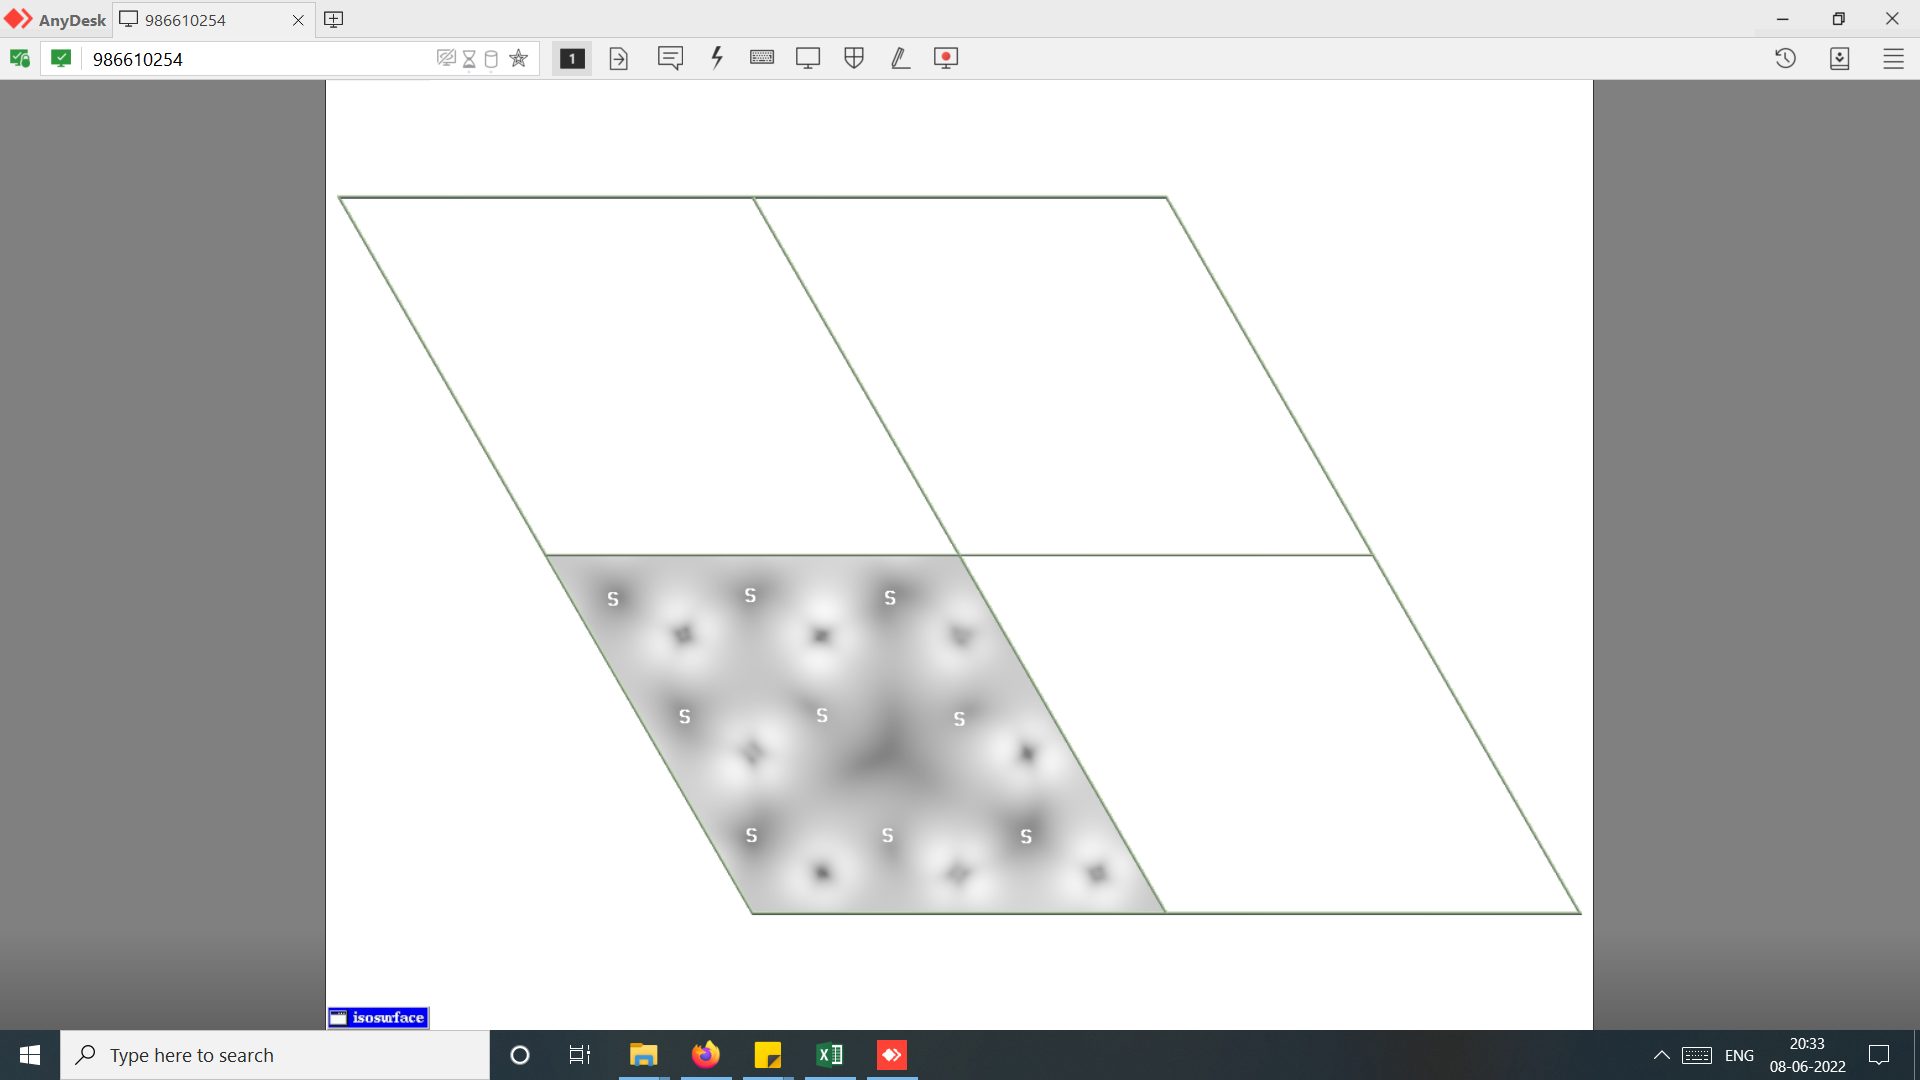 AnyDesk 986610254
986610254
1
S S S
S S S
S S S
isosurface
Type here to search
ENG
20:33
08-06-2022